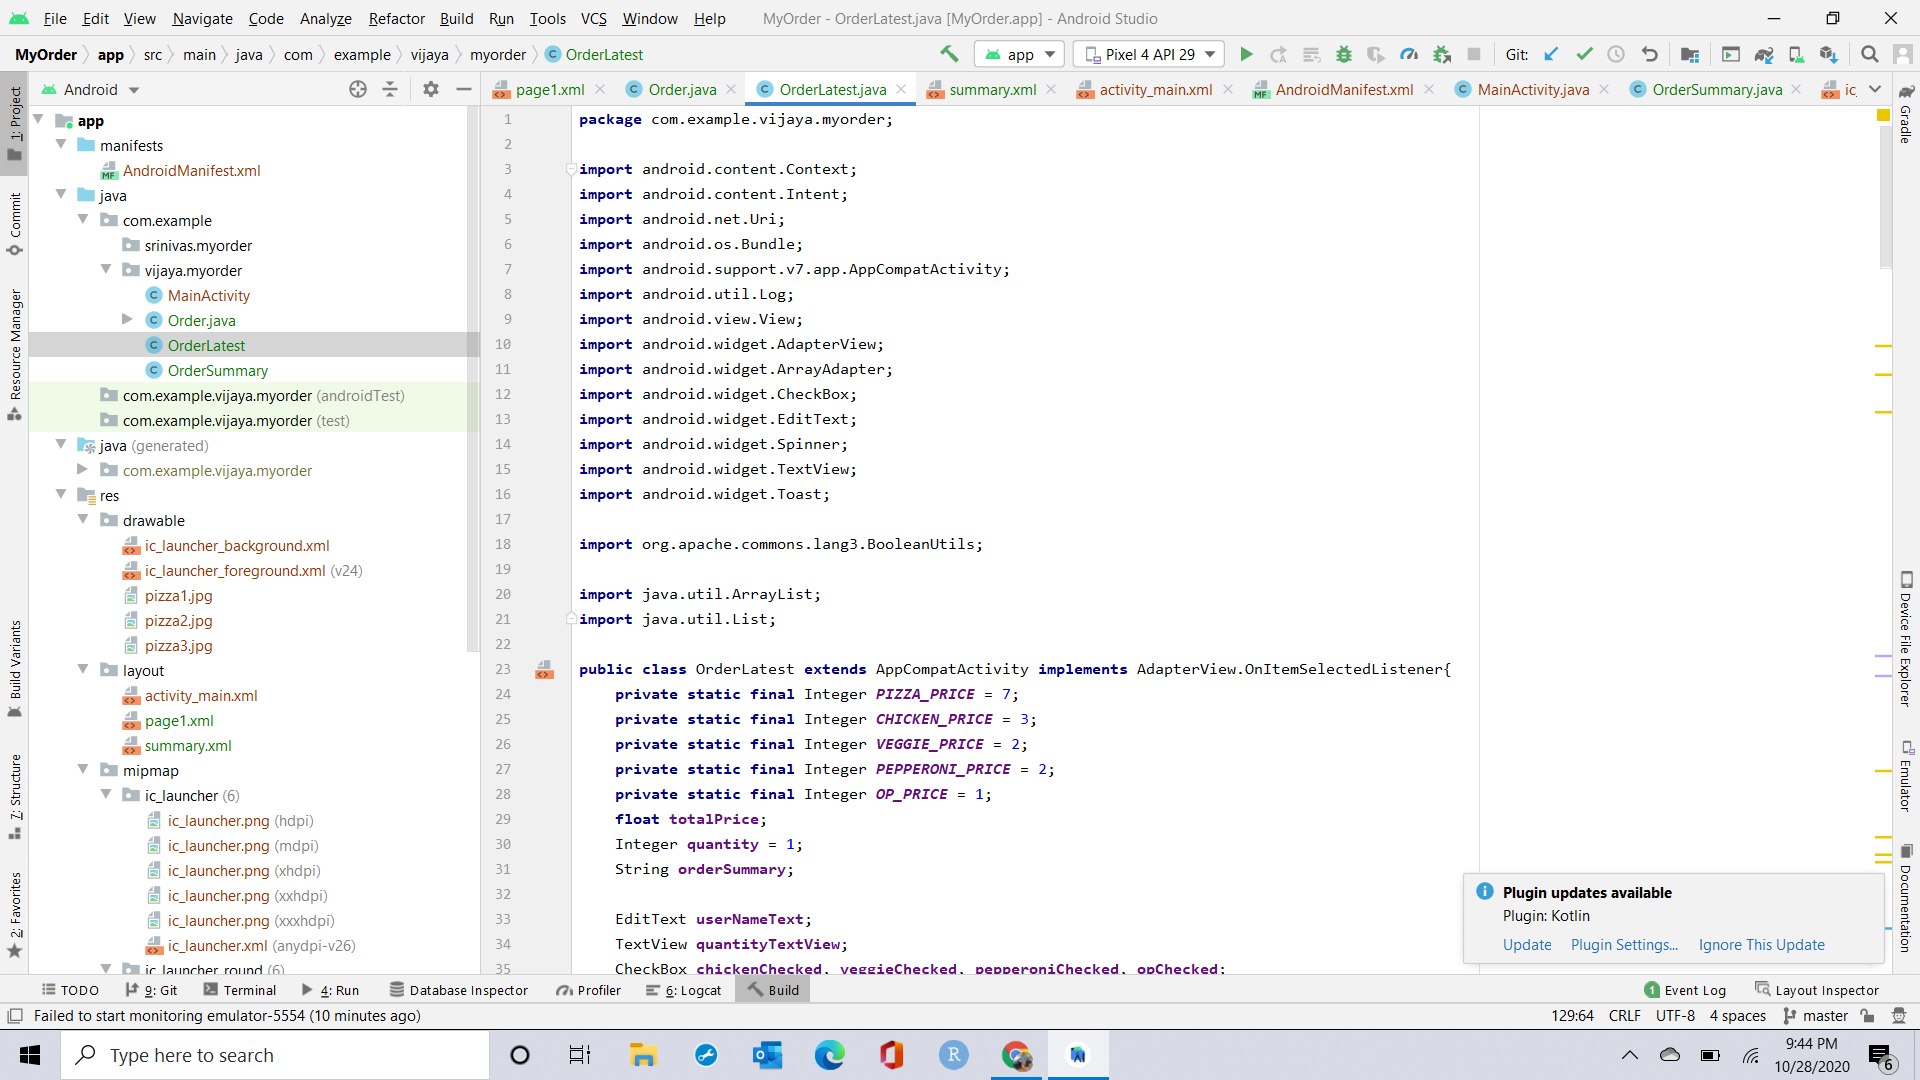 File Edit View Navigate Code Analyze Refactor Build Run Tools VCS Window Help MyOrder - OrderLatest.java [MyOrder.app] - Android Studio
MyOrder app src main java com example vijaya myorder OrderLatest app Pixel 4 API 29 Git:
Android
page1.xml Order.java OrderLatest.java summary.xml activity_main.xml AndroidManifest.xml MainActivity.java OrderSummary.java ic_
1: Project
Commit
Resource Manager
Build Variants
7: Structure
2: Favorites
app
manifests
AndroidManifest.xml
java
com.example
srinivas.myorder
vijaya.myorder
MainActivity
Order.java
OrderLatest
OrderSummary
com.example.vijaya.myorder (androidTest)
com.example.vijaya.myorder (test)
java (generated)
com.example.vijaya.myorder
res
drawable
ic_launcher_background.xml
ic_launcher_foreground.xml (v24)
pizza1.jpg
pizza2.jpg
pizza3.jpg
layout
activity_main.xml
page1.xml
summary.xml
mipmap
ic_launcher (6)
ic_launcher.png (hdpi)
ic_launcher.png (mdpi)
ic_launcher.png (xhdpi)
ic_launcher.png (xxhdpi)
ic_launcher.png (xxxhdpi)
ic_launcher.xml (anydpi-v26)
ic_launcher_round (6)
1 package com.example.vijaya.myorder;
2
3 import android.content.Context;
4 import android.content.Intent;
5 import android.net.Uri;
6 import android.os.Bundle;
7 import android.support.v7.app.AppCompatActivity;
8 import android.util.Log;
9 import android.view.View;
10 import android.widget.AdapterView;
11 import android.widget.ArrayAdapter;
12 import android.widget.CheckBox;
13 import android.widget.EditText;
14 import android.widget.Spinner;
15 import android.widget.TextView;
16 import android.widget.Toast;
17
18 import org.apache.commons.lang3.BooleanUtils;
19
20 import java.util.ArrayList;
21 import java.util.List;
22
23 public class OrderLatest extends AppCompatActivity implements AdapterView.OnItemSelectedListener{
24 private static final Integer PIZZA_PRICE = 7;
25 private static final Integer CHICKEN_PRICE = 3;
26 private static final Integer VEGGIE_PRICE = 2;
27 private static final Integer PEPPERONI_PRICE = 2;
28 private static final Integer OP_PRICE = 1;
29 float totalPrice;
30 Integer quantity = 1;
31 String orderSummary;
32
33 EditText userNameText;
34 TextView quantityTextView;
35 CheckBox chickenChecked, veggieChecked, pepperoniChecked, opChecked;
Gradle
Device File Explorer
Emulator
Documentation
Plugin updates available
Plugin: Kotlin
Update Plugin Settings... Ignore This Update
TODO 9: Git Terminal 4: Run Database Inspector Profiler 6: Logcat Build 1 Event Log Layout Inspector
Failed to start monitoring emulator-5554 (10 minutes ago) 129:64 CRLF UTF-8 4 spaces master
Type here to search
9:44 PM
10/28/2020
6